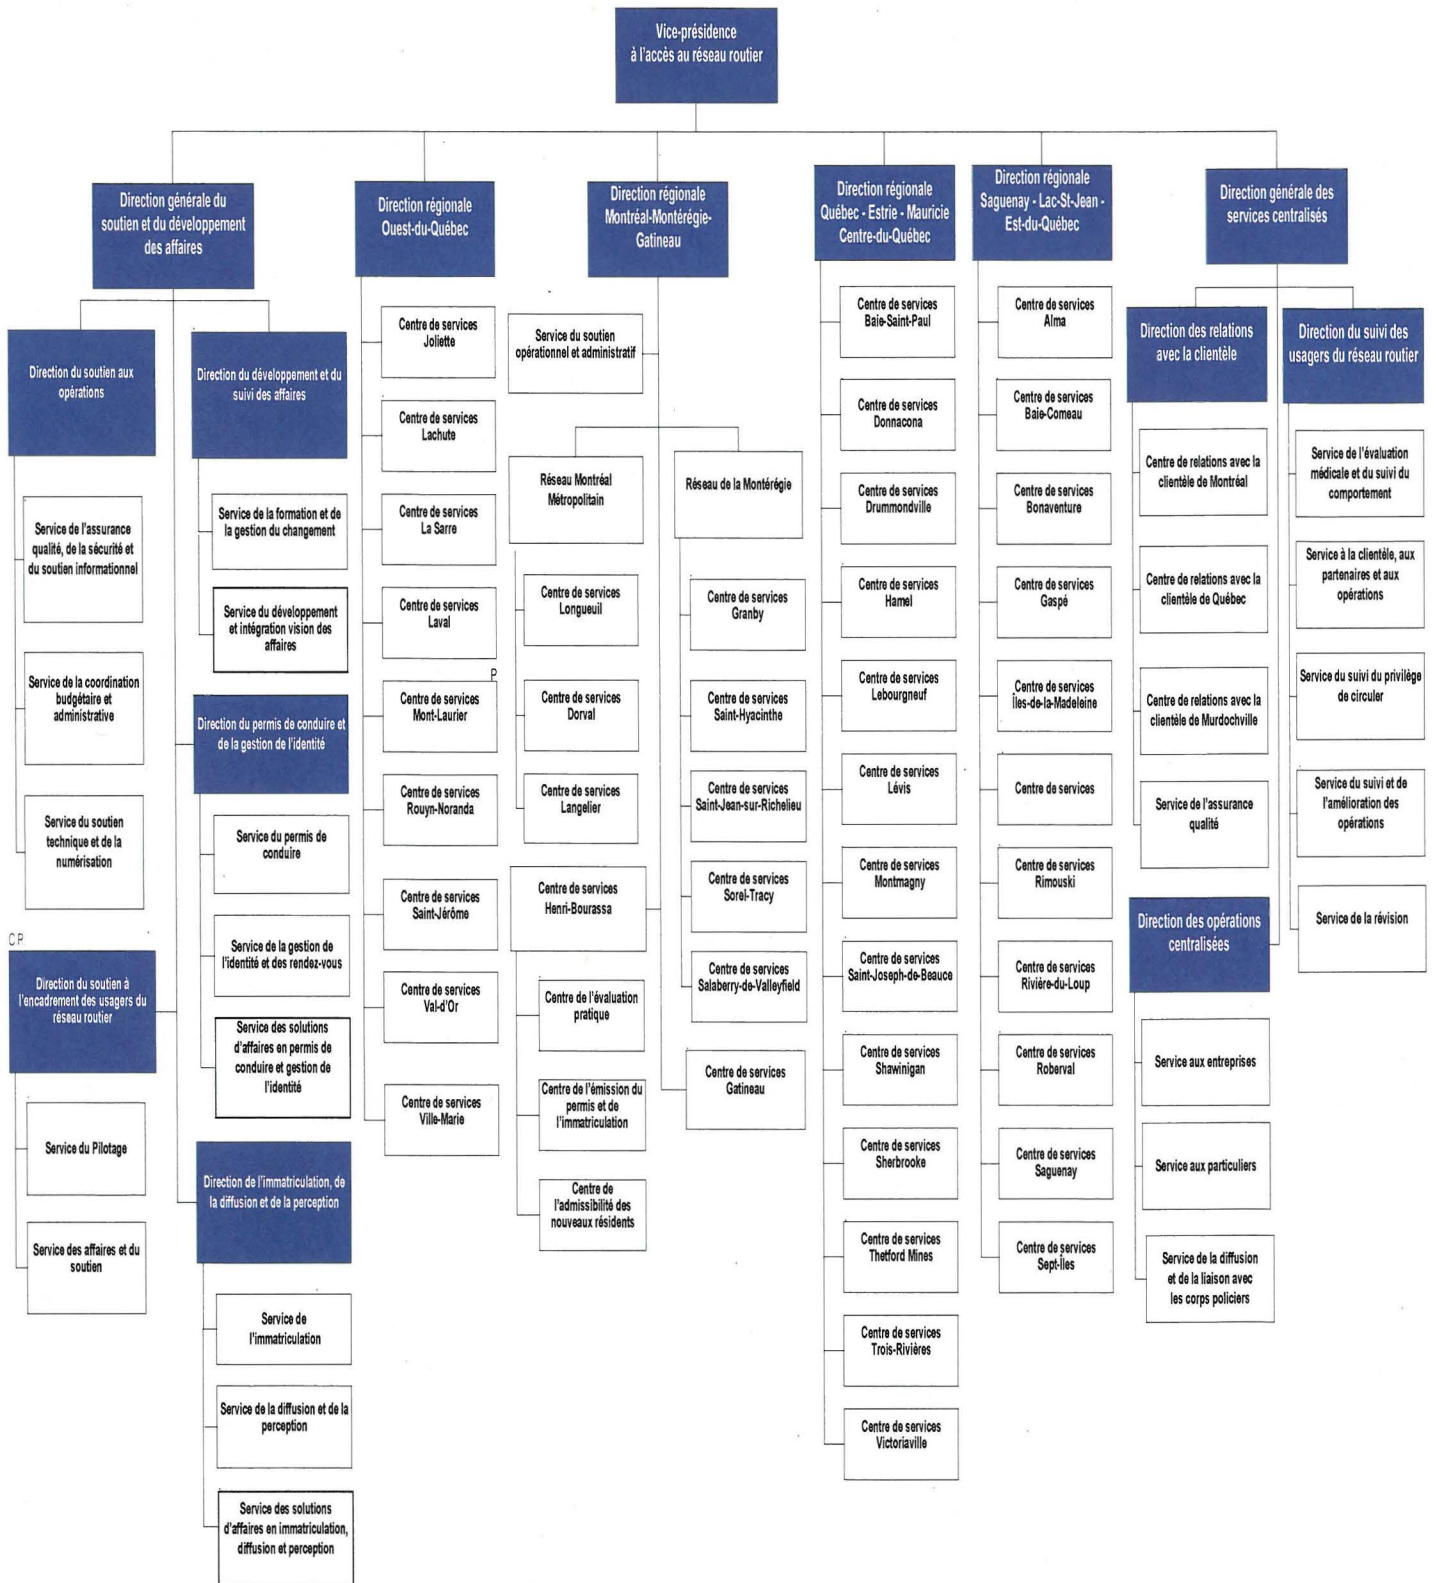 Vice-présidence
à l'accès au réseau routier
Direction générale du
soutien et du développement
des affaires
Direction du soutien aux
opérations
Service de l'assurance
qualité, de la sécurité et
du soutien informationnel
Service de la coordination
budgétaire et
administrative
Service du soutien
technique et de la
numérisation
C.P.
Direction du soutien à
l'encadrement des usagers du
réseau routier
Service du Pilotage
Service des affaires et du
soutien
Direction du développement et du
suivi des affaires
Service de la formation et de
la gestion du changement
Service du développement
et intégration vision des
affaires
Direction du permis de conduire et
de la gestion de l'identité
Service du permis de
conduire
Service de la gestion de
l'identité et des rendez-vous
Service des solutions
d'affaires en permis de
conduire et gestion de
l'identité
Direction de l'immatriculation, de
la diffusion et de la perception
Service de
l'immatriculation
Service de la diffusion et de la
perception
Service des solutions
d'affaires en immatriculation,
diffusion et perception
Direction régionale
Ouest-du-Québec
Centre de services
Joliette
Centre de services
Lachute
Centre de services
La Sarre
Centre de services
Laval
P
Centre de services
Mont-Laurier
Centre de services
Rouyn-Noranda
Centre de services
Saint-Jérôme
Centre de services
Val-d'Or
Centre de services
Ville-Marie
Direction régionale
Montréal-Montérégie-
Gatineau
Service du soutien
opérationnel et administratif
Réseau Montréal
Métropolitain
Centre de services
Longueuil
Centre de services
Dorval
Centre de services
Langelier
Centre de services
Henri-Bourassa
Centre de l'évaluation
pratique
Centre de l'émission du
permis et de
l'immatriculation
Centre de
l'admissibilité des
nouveaux résidents
Réseau de la Montérégie
Centre de services
Granby
Centre de services
Saint-Hyacinthe
Centre de services
Saint-Jean-sur-Richelieu
Centre de services
Sorel-Tracy
Centre de services
Salaberry-de-Valleyfield
Centre de services
Gatineau
Direction régionale
Québec - Estrie - Mauricie
Centre-du-Québec
Centre de services
Baie-Saint-Paul
Centre de services
Donnacona
Centre de services
Drummondville
Centre de services
Hamel
Centre de services
Lebourgneuf
Centre de services
Lévis
Centre de services
Montmagny
Centre de services
Saint-Joseph-de-Beauce
Centre de services
Shawinigan
Centre de services
Sherbrooke
Centre de services
Thetford Mines
Centre de services
Trois-Rivières
Centre de services
Victoriaville
Direction régionale
Saguenay - Lac-St-Jean -
Est-du-Québec
Centre de services
Alma
Centre de services
Baie-Comeau
Centre de services
Bonaventure
Centre de services
Gaspé
Centre de services
Îles-de-la-Madeleine
Centre de services
Centre de services
Rimouski
Centre de services
Rivière-du-Loup
Centre de services
Roberval
Centre de services
Saguenay
Centre de services
Sept-Îles
Direction générale des
services centralisés
Direction des relations
avec la clientèle
Centre de relations avec la
clientèle de Montréal
Centre de relations avec la
clientèle de Québec
Centre de relations avec la
clientèle de Murdochville
Service de l'assurance
qualité
Direction des opérations
centralisées
Service aux entreprises
Service aux particuliers
Service de la diffusion
et de la liaison avec
les corps policiers
Direction du suivi des
usagers du réseau routier
Service de l'évaluation
médicale et du suivi du
comportement
Service à la clientèle, aux
partenaires et aux
opérations
Service du suivi du privilège
de circuler
Service du suivi et de
l'amélioration des
opérations
Service de la révision